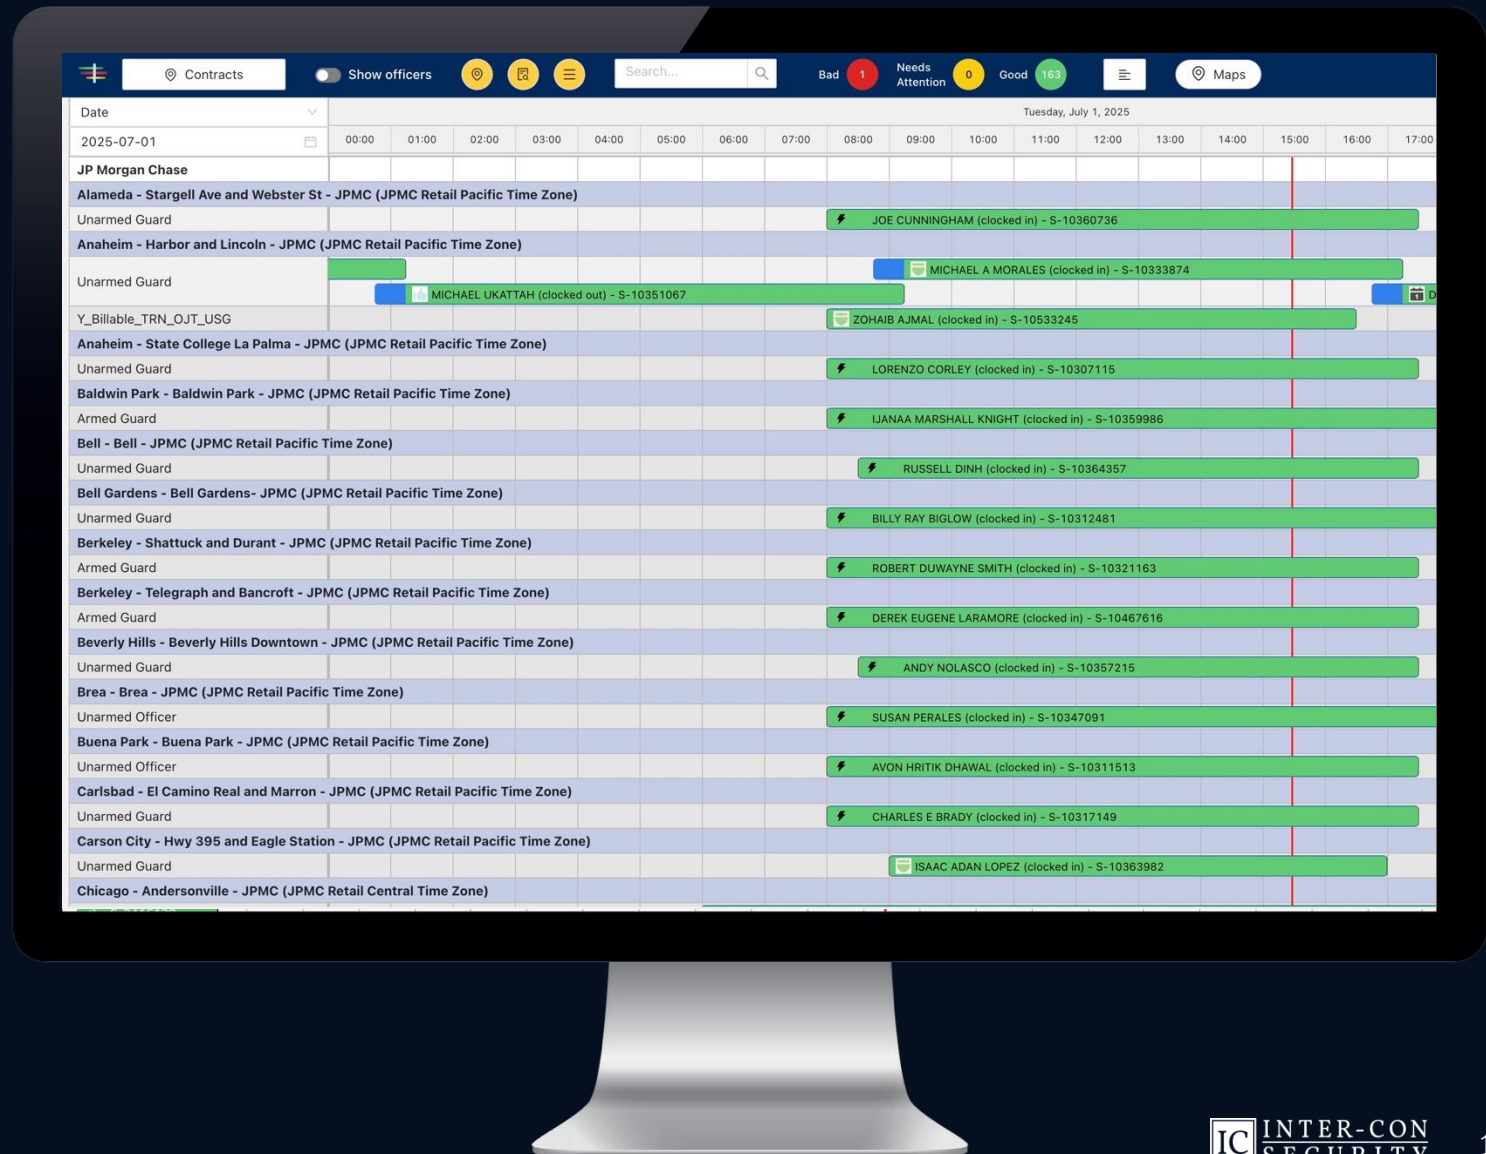 Contracts
Show officers
Search...
Bad 1
Needs Attention 0
Good 163
Maps
Date
Tuesday, July 1, 2025
2025-07-01
00:00 01:00 02:00 03:00 04:00 05:00 06:00 07:00 08:00 09:00 10:00 11:00 12:00 13:00 14:00 15:00 16:00 17:00
JP Morgan Chase
Alameda - Stargell Ave and Webster St - JPMC (JPMC Retail Pacific Time Zone)
Unarmed Guard JOE CUNNINGHAM (clocked in) - S-10360736
Anaheim - Harbor and Lincoln - JPMC (JPMC Retail Pacific Time Zone)
MICHAEL A MORALES (clocked in) - S-10333874
Unarmed Guard
MICHAEL UKATTAH (clocked out) - S-10351067
Y_Billable_TRN_OJT_USG ZOHAIB AJMAL (clocked in) - S-10533245
Anaheim - State College La Palma - JPMC (JPMC Retail Pacific Time Zone)
Unarmed Guard LORENZO CORLEY (clocked in) - S-10307115
Baldwin Park - Baldwin Park - JPMC (JPMC Retail Pacific Time Zone)
Armed Guard IJANAA MARSHALL KNIGHT (clocked in) - S-10359986
Bell - Bell - JPMC (JPMC Retail Pacific Time Zone)
Unarmed Guard RUSSELL DINH (clocked in) - S-10364357
Bell Gardens - Bell Gardens- JPMC (JPMC Retail Pacific Time Zone)
Unarmed Guard BILLY RAY BIGLOW (clocked in) - S-10312481
Berkeley - Shattuck and Durant - JPMC (JPMC Retail Pacific Time Zone)
Armed Guard ROBERT DUWAYNE SMITH (clocked in) - S-10321163
Berkeley - Telegraph and Bancroft - JPMC (JPMC Retail Pacific Time Zone)
Armed Guard DEREK EUGENE LARAMORE (clocked in) - S-10467616
Beverly Hills - Beverly Hills Downtown - JPMC (JPMC Retail Pacific Time Zone)
Unarmed Guard ANDY NOLASCO (clocked in) - S-10357215
Brea - Brea - JPMC (JPMC Retail Pacific Time Zone)
Unarmed Officer SUSAN PERALES (clocked in) - S-10347091
Buena Park - Buena Park - JPMC (JPMC Retail Pacific Time Zone)
Unarmed Officer AVON HRITIK DHAWAL (clocked in) - S-10311513
Carlsbad - El Camino Real and Marron - JPMC (JPMC Retail Pacific Time Zone)
Unarmed Guard CHARLES E BRADY (clocked in) - S-10317149
Carson City - Hwy 395 and Eagle Station - JPMC (JPMC Retail Pacific Time Zone)
Unarmed Guard ISAAC ADAN LOPEZ (clocked in) - S-10363982
Chicago - Andersonville - JPMC (JPMC Retail Central Time Zone)
IC INTER-CON
SECURITY